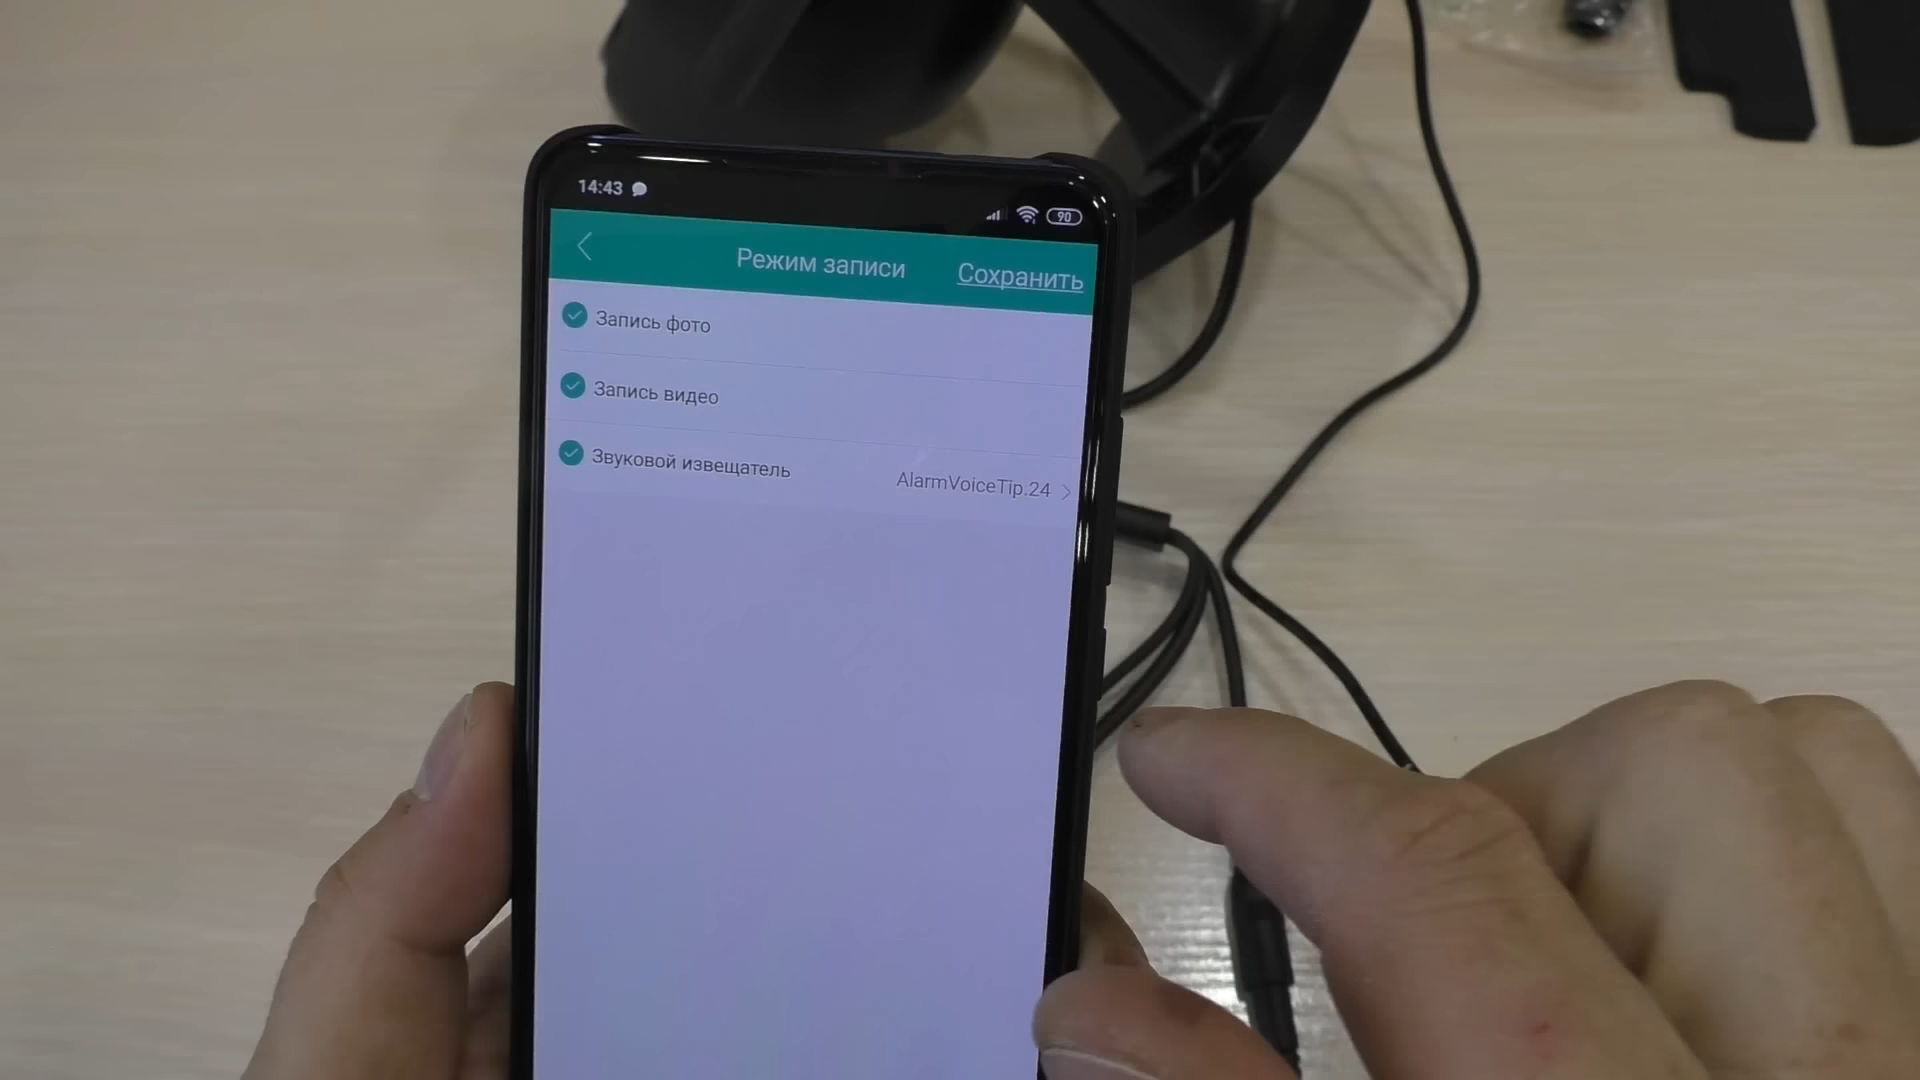 14:43
90
Режим записи
Сохранить
Запись фото
Запись видео
Звуковой извещатель
AlarmVoiceTip.24